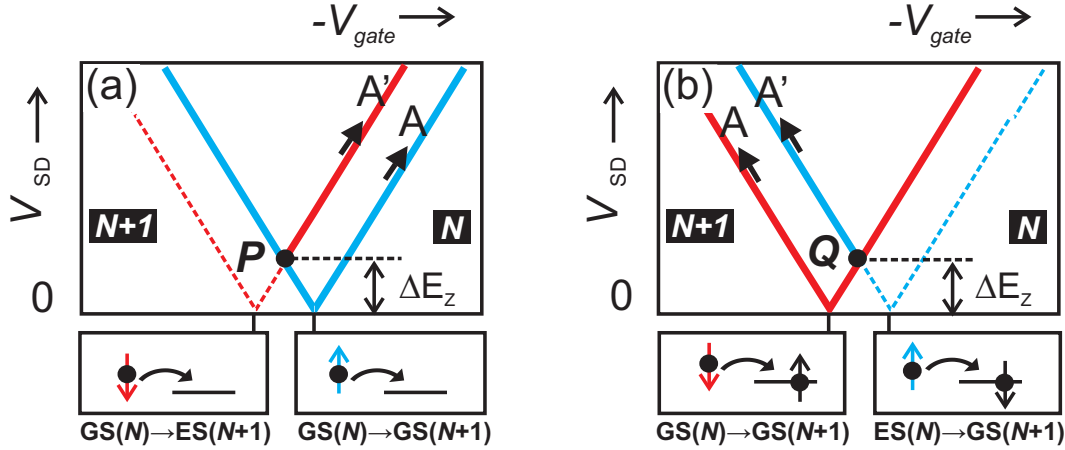 -V_gate
-V_gate
(a)
A'
A
V_SD
N+1
P
N
ΔE_Z
0
GS(N)→ES(N+1)
GS(N)→GS(N+1)
(b)
A
A'
V_SD
N+1
Q
N
ΔE_Z
0
GS(N)→GS(N+1)
ES(N)→GS(N+1)